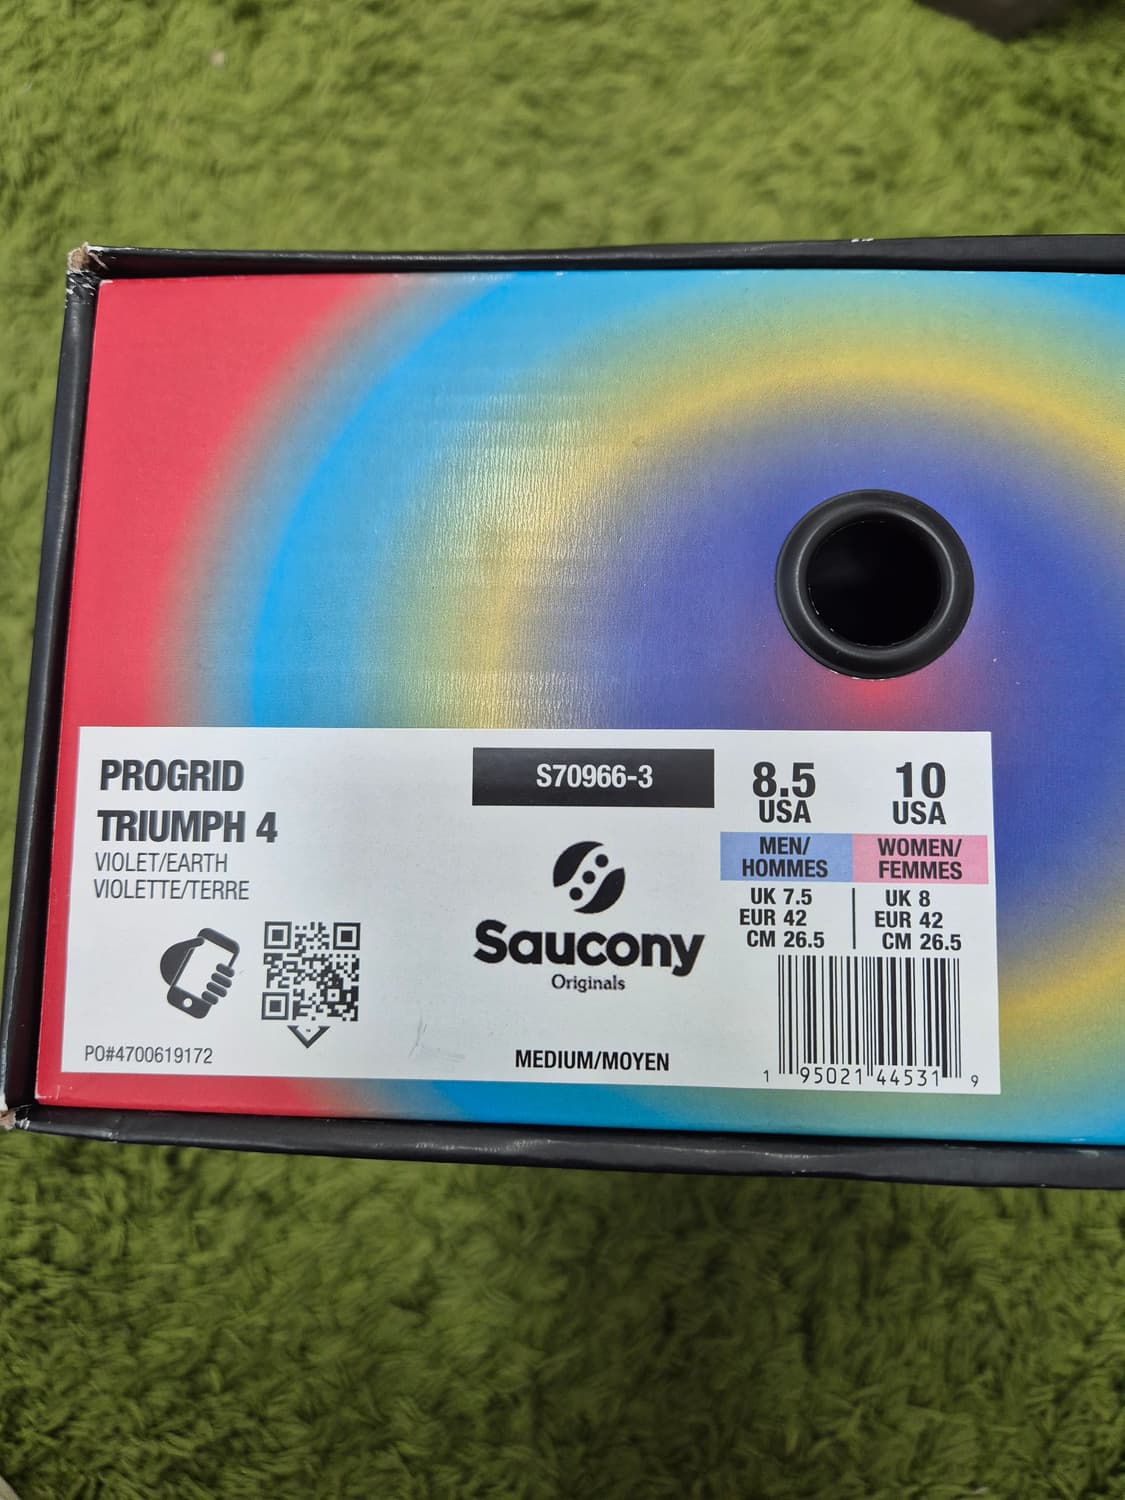 PROGRID
TRIUMPH 4
VIOLET/EARTH
VIOLETTE/TERRE
PO#4700619172
S70966-3
Saucony
Originals
MEDIUM/MOYEN
8.5
USA
MEN/
HOMMES
UK 7.5
EUR 42
CM 26.5
10
USA
WOMEN/
FEMMES
UK 8
EUR 42
CM 26.5
1 95021 44531 9